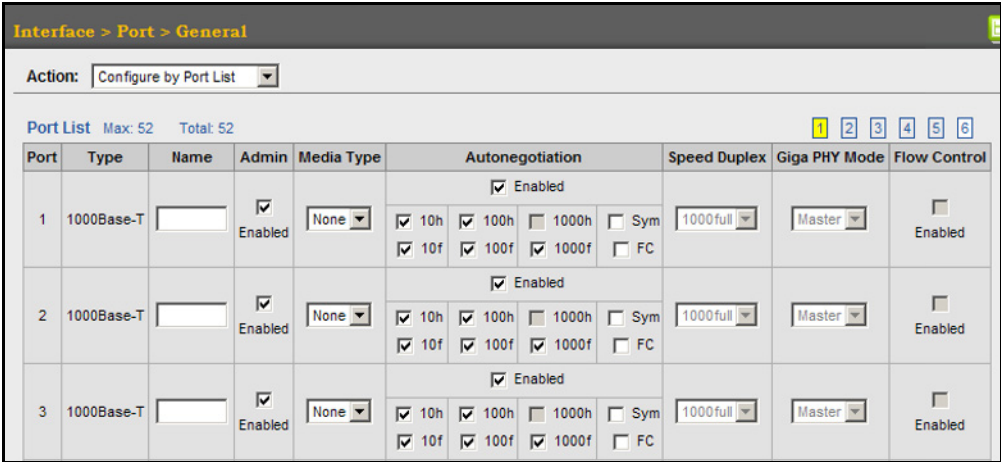 Interface > Port > General
Action: Configure by Port List
Port List Max: 52 Total: 52
1 2 3 4 5 6
Port Type Name Admin Media Type Autonegotiation Speed Duplex Giga PHY Mode Flow Control
1 1000Base-T Enabled None Enabled 1000full Master Enabled
10h 100h 1000h Sym
10f 100f 1000f FC
2 1000Base-T Enabled None Enabled 1000full Master Enabled
10h 100h 1000h Sym
10f 100f 1000f FC
3 1000Base-T Enabled None Enabled 1000full Master Enabled
10h 100h 1000h Sym
10f 100f 1000f FC